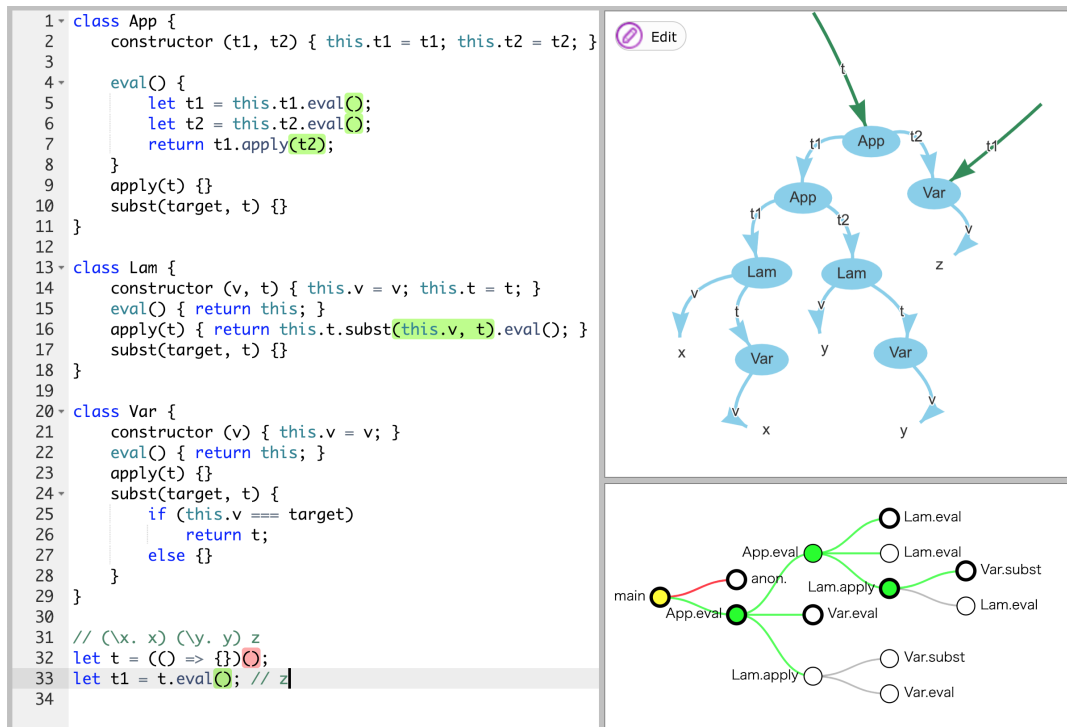 1 class App {
2     constructor (t1, t2) { this.t1 = t1; this.t2 = t2; }
3
4     eval() {
5         let t1 = this.t1.eval();
6         let t2 = this.t2.eval();
7         return t1.apply(t2);
8     }
9     apply(t) {}
10     subst(target, t) {}
11 }
12
13 class Lam {
14     constructor (v, t) { this.v = v; this.t = t; }
15     eval() { return this; }
16     apply(t) { return this.t.subst(this.v, t).eval(); }
17     subst(target, t) {}
18 }
19
20 class Var {
21     constructor (v) { this.v = v; }
22     eval() { return this; }
23     apply(t) {}
24     subst(target, t) {
25         if (this.v === target)
26             return t;
27         else {}
28     }
29 }
30
31 // (\x. x) (\y. y) z
32 let t = (() => {})();
33 let t1 = t.eval(); // z
34
Edit
t
t1 App t2 t1
App Var
t1 t2 v
z
Lam Lam
v t v t
x y
Var Var
v v
x y
Lam.eval
App.eval Lam.eval
anon. Lam.apply Var.subst
main
App.eval Var.eval Lam.eval
Var.subst
Lam.apply
Var.eval